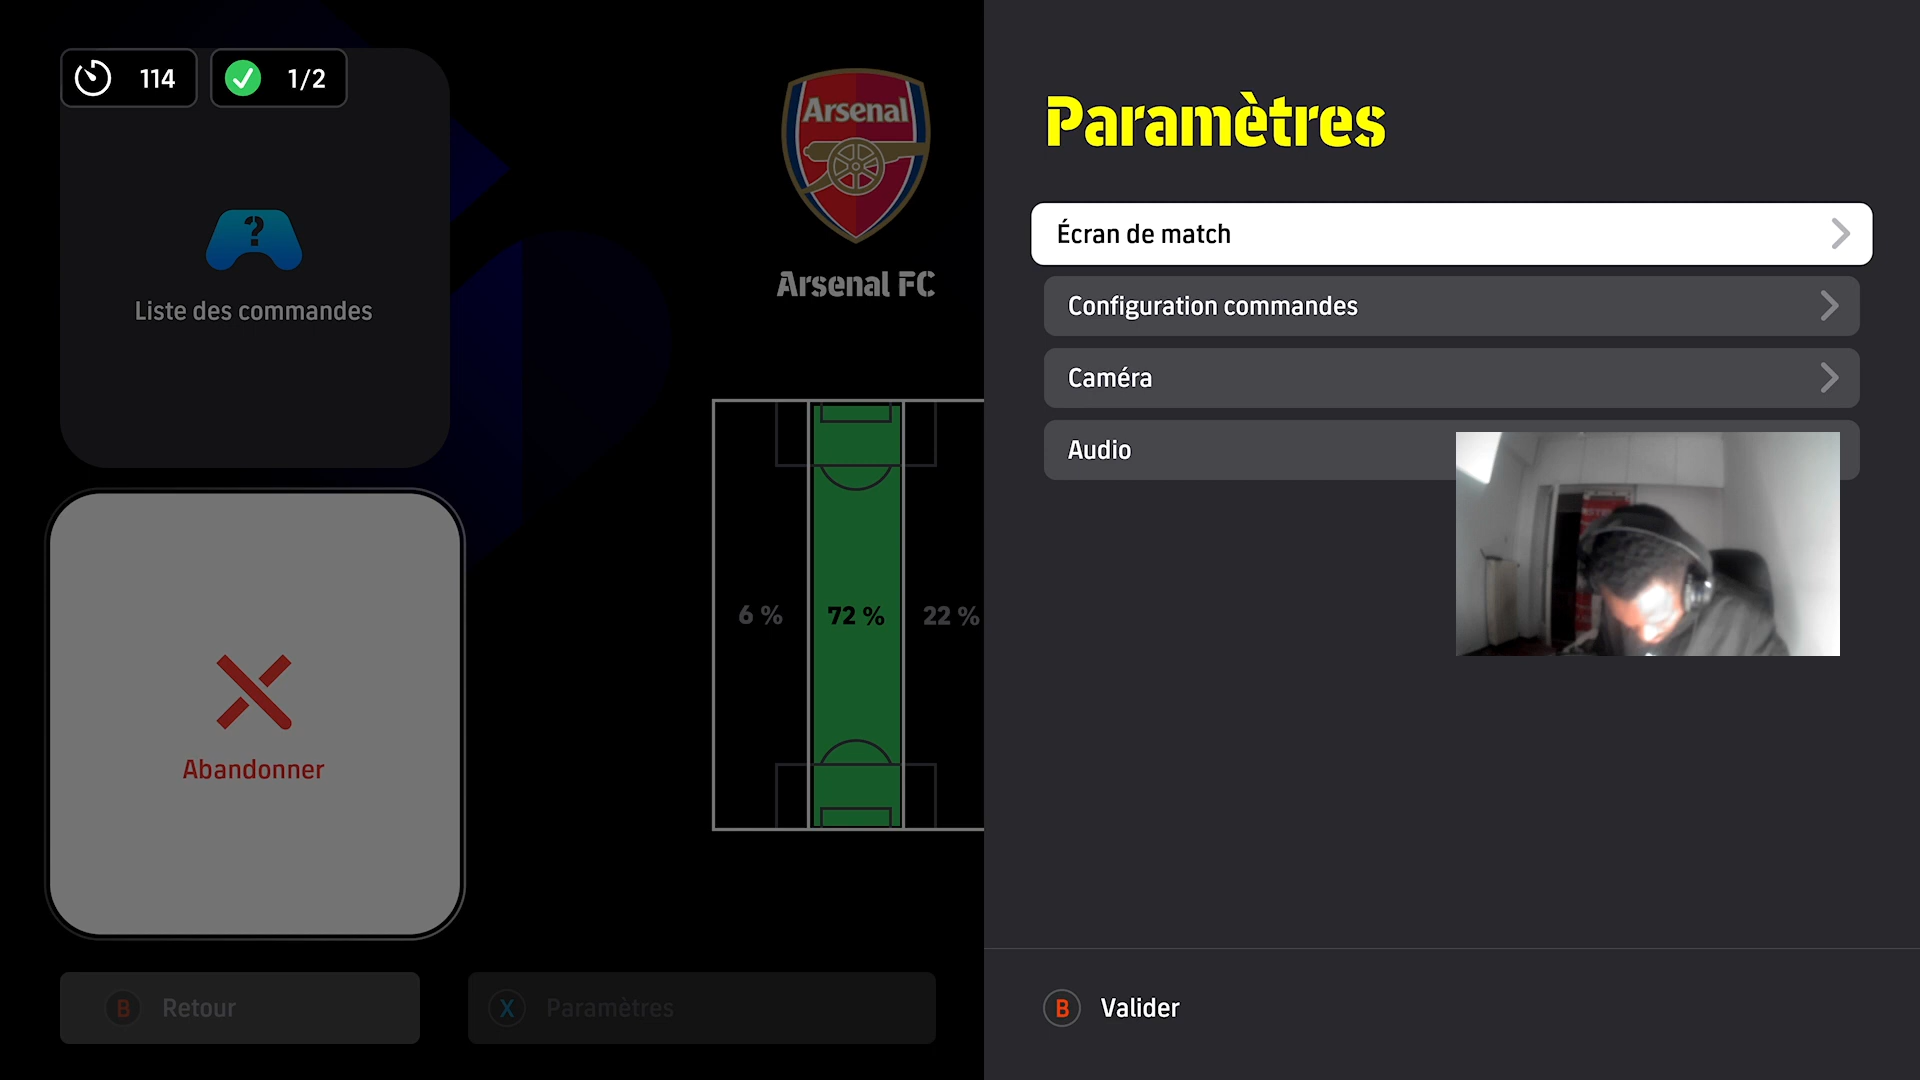 114
1/2
Liste des commandes
Abandonner
B Retour
X Paramètres
Arsenal
Arsenal FC
6 %
72 %
22 %
Paramètres
Écran de match
Configuration commandes
Caméra
Audio
B Valider